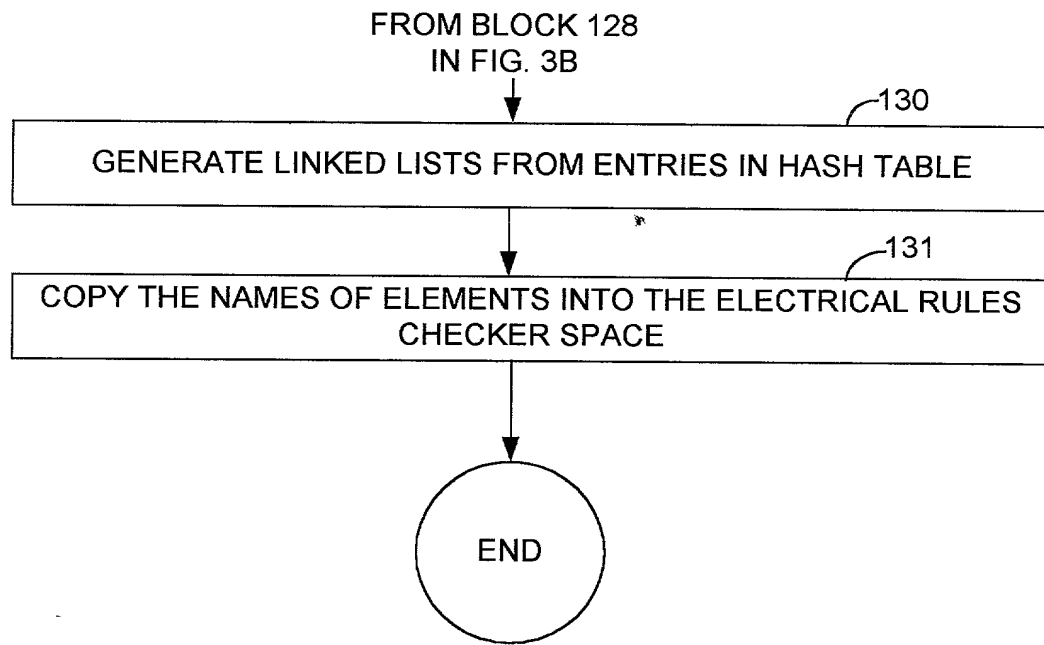 FROM BLOCK 128
IN FIG. 3B
130
GENERATE LINKED LISTS FROM ENTRIES IN HASH TABLE
131
COPY THE NAMES OF ELEMENTS INTO THE ELECTRICAL RULES
CHECKER SPACE
END